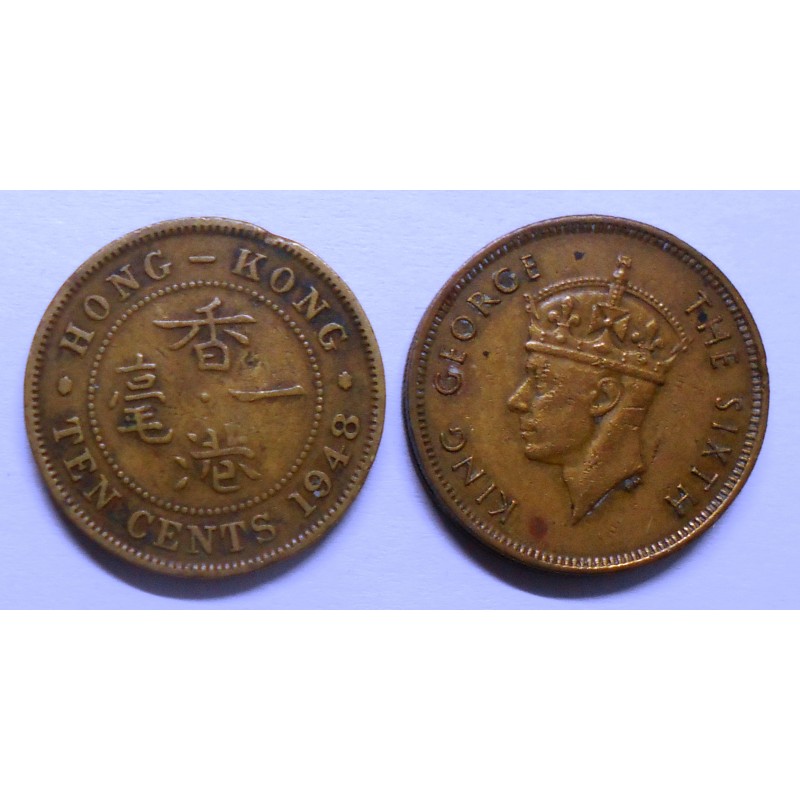 HONG – KONG
香
港
一
毫
TEN CENTS 1948
KING GEORGE THE SIXTH